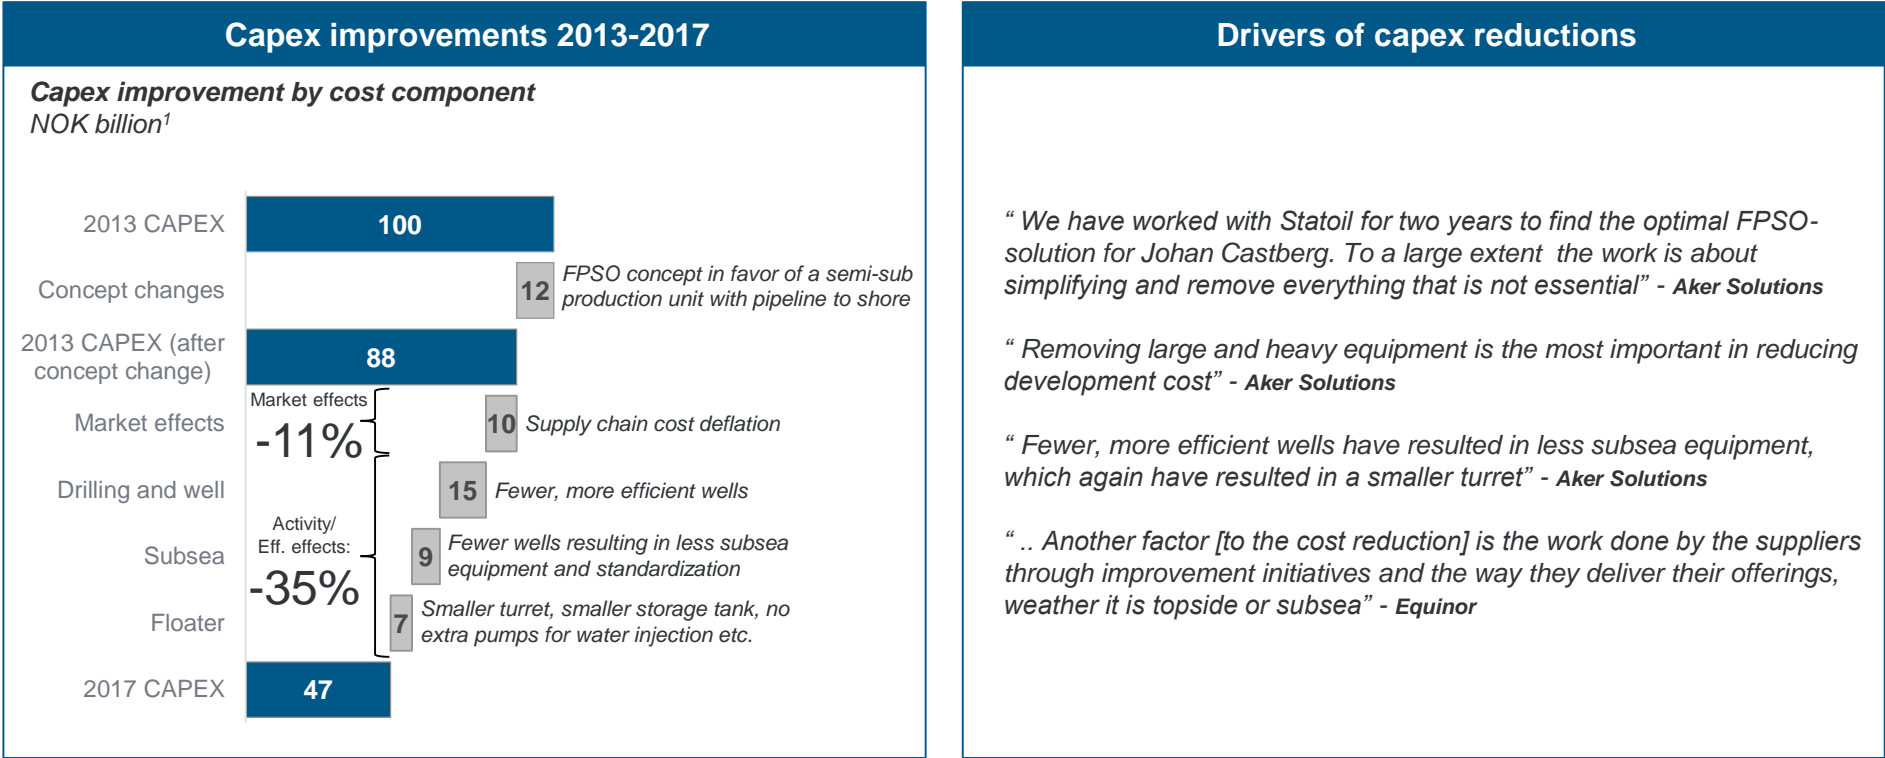 Capex improvements 2013-2017
Capex improvement by cost component
NOK billion¹
2013 CAPEX
100
Concept changes
12
FPSO concept in favor of a semi-sub
production unit with pipeline to shore
2013 CAPEX (after
concept change)
88
Market effects
Market effects
-11%
10
Supply chain cost deflation
Drilling and well
15
Fewer, more efficient wells
Activity/
Eff. effects:
-35%
Subsea
9
Fewer wells resulting in less subsea
equipment and standardization
Floater
7
Smaller turret, smaller storage tank, no
extra pumps for water injection etc.
2017 CAPEX
47
Drivers of capex reductions
“ We have worked with Statoil for two years to find the optimal FPSO-
solution for Johan Castberg. To a large extent the work is about
simplifying and remove everything that is not essential” - Aker Solutions
“ Removing large and heavy equipment is the most important in reducing
development cost” - Aker Solutions
“ Fewer, more efficient wells have resulted in less subsea equipment,
which again have resulted in a smaller turret” - Aker Solutions
“ .. Another factor [to the cost reduction] is the work done by the suppliers
through improvement initiatives and the way they deliver their offerings,
weather it is topside or subsea” - Equinor